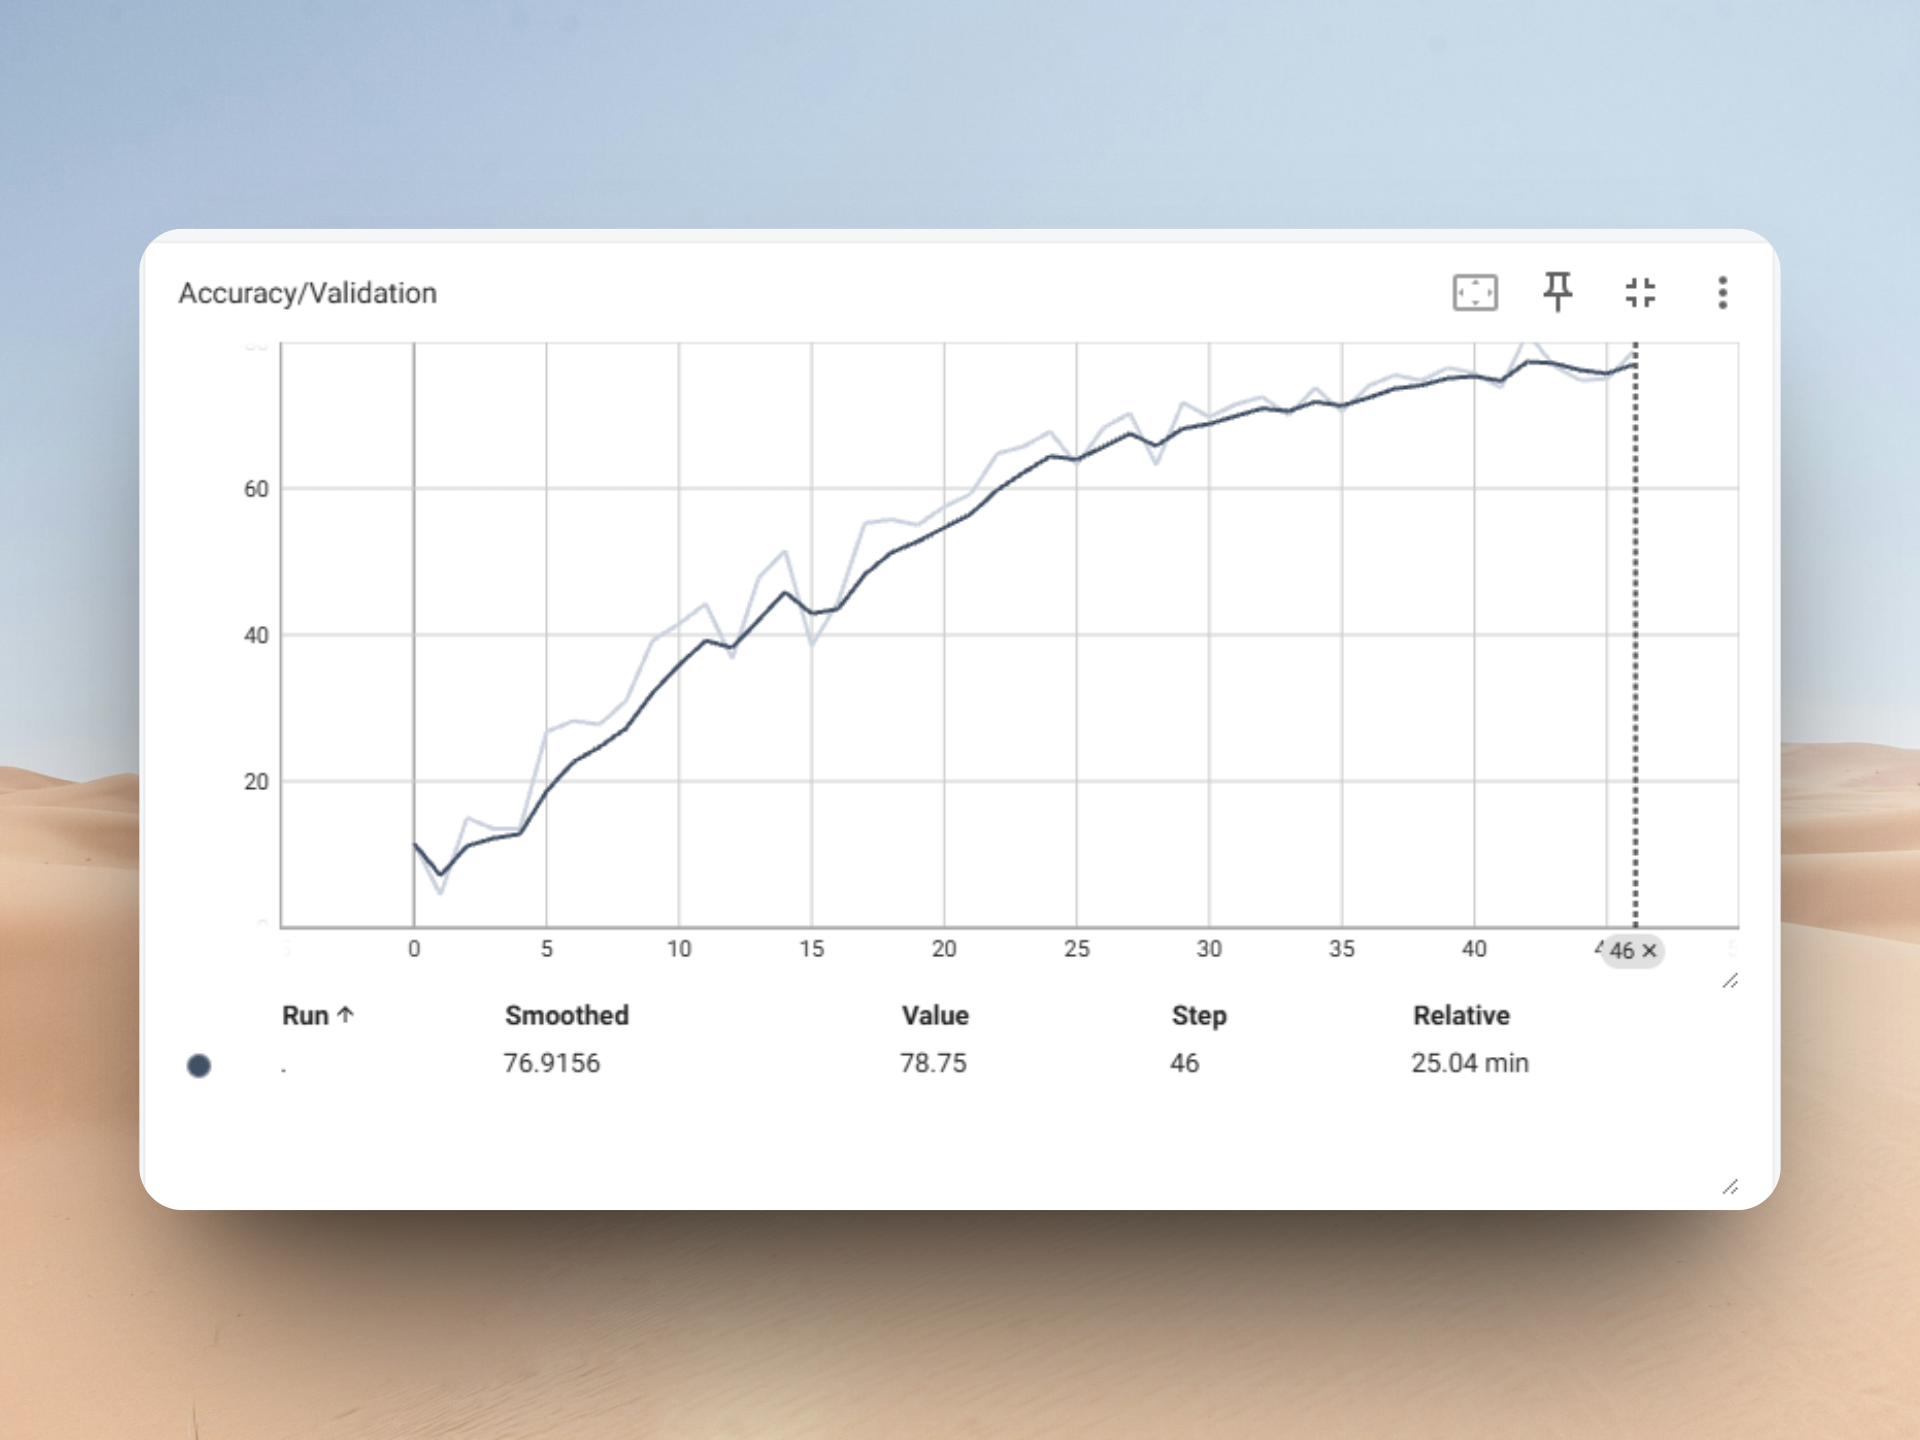 Accuracy/Validation
60
40
20
0 5 10 15 20 25 30 35 40 46 ✕
Run ↑ Smoothed Value Step Relative
. 76.9156 78.75 46 25.04 min